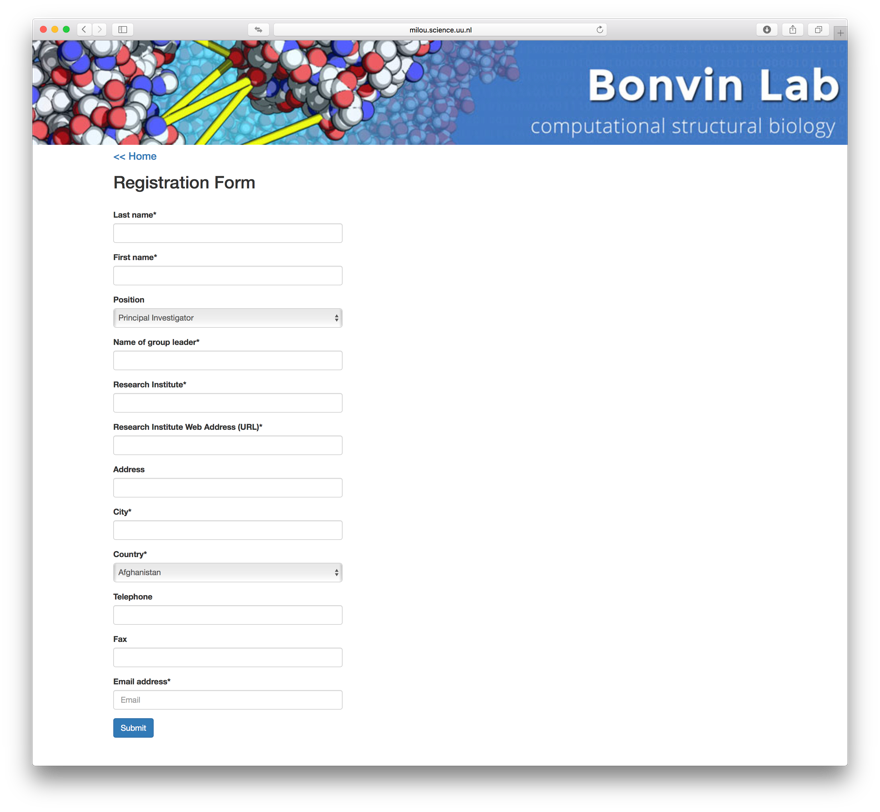 milou.science.uu.nl
Bonvin Lab
computational structural biology
<< Home
Registration Form
Last name*
First name*
Position
Principal Investigator
Name of group leader*
Research Institute*
Research Institute Web Address (URL)*
Address
City*
Country*
Afghanistan
Telephone
Fax
Email address*
Email
Submit